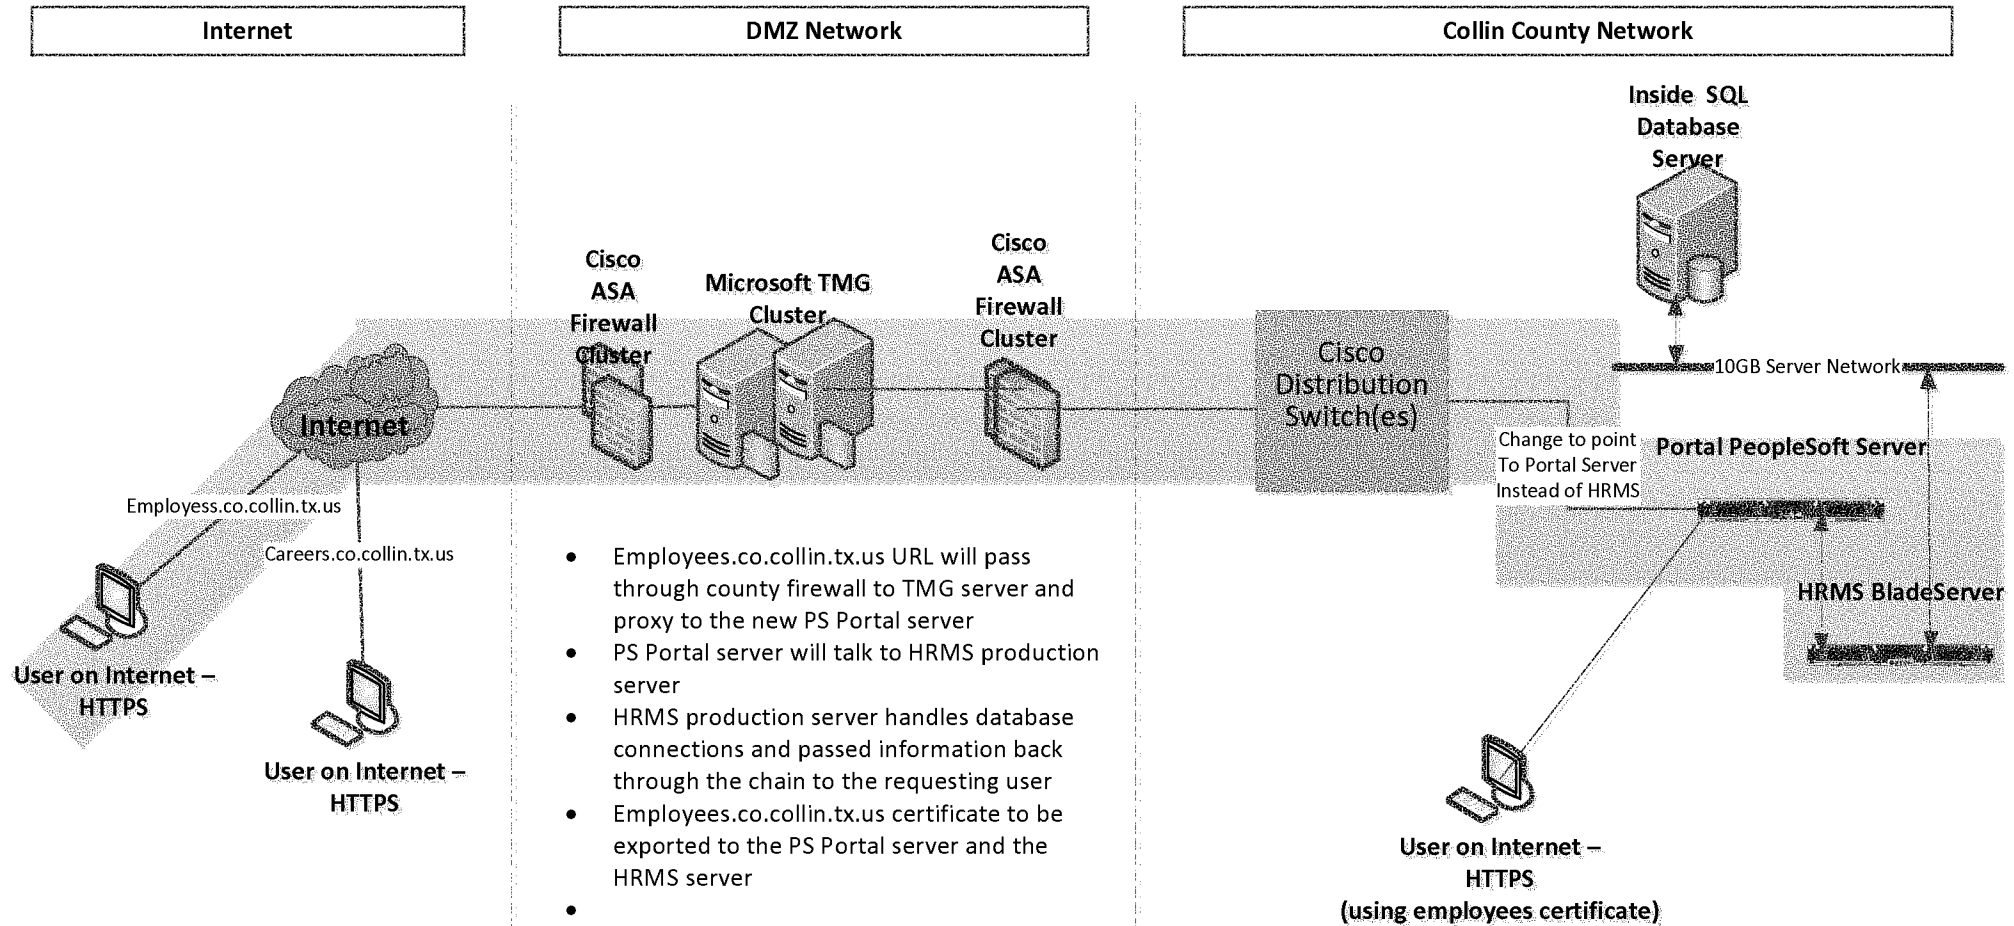 Internet
DMZ Network
Collin County Network
Inside SQL
Database
Server
Cisco
ASA
Firewall
Cluster
Microsoft TMG
Cluster
Cisco
ASA
Firewall
Cluster
Cisco
Distribution
Switch(es)
10GB Server Network
Internet
Change to point
To Portal Server
Instead of HRMS
Portal PeopleSoft Server
Employess.co.collin.tx.us
Careers.co.collin.tx.us
HRMS BladeServer
User on Internet –
HTTPS
User on Internet –
HTTPS
• Employees.co.collin.tx.us URL will pass
through county firewall to TMG server and
proxy to the new PS Portal server
• PS Portal server will talk to HRMS production
server
• HRMS production server handles database
connections and passed information back
through the chain to the requesting user
• Employees.co.collin.tx.us certificate to be
exported to the PS Portal server and the
HRMS server
•
User on Internet –
HTTPS
(using employees certificate)